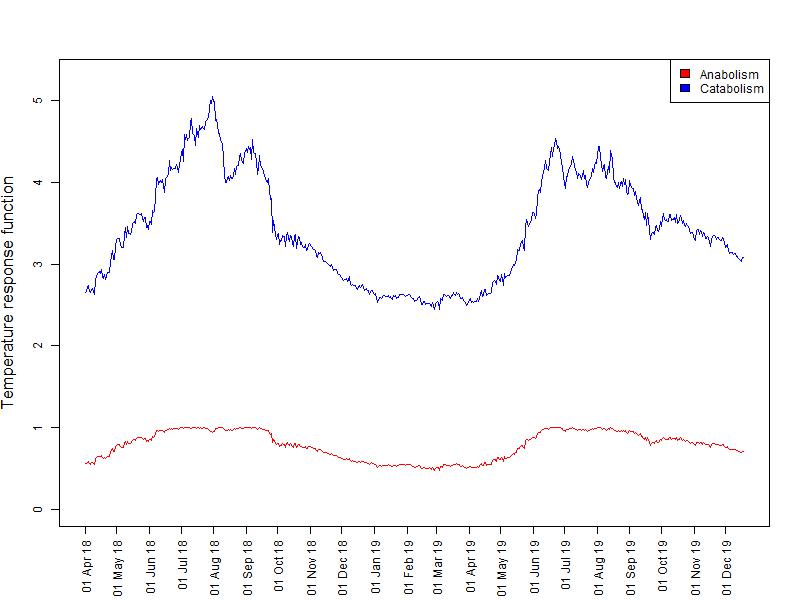 Anabolism
Catabolism
Temperature response function
5
4
3
2
1
0
01 Apr 18
01 May 18
01 Jun 18
01 Jul 18
01 Aug 18
01 Sep 18
01 Oct 18
01 Nov 18
01 Dec 18
01 Jan 19
01 Feb 19
01 Mar 19
01 Apr 19
01 May 19
01 Jun 19
01 Jul 19
01 Aug 19
01 Sep 19
01 Oct 19
01 Nov 19
01 Dec 19